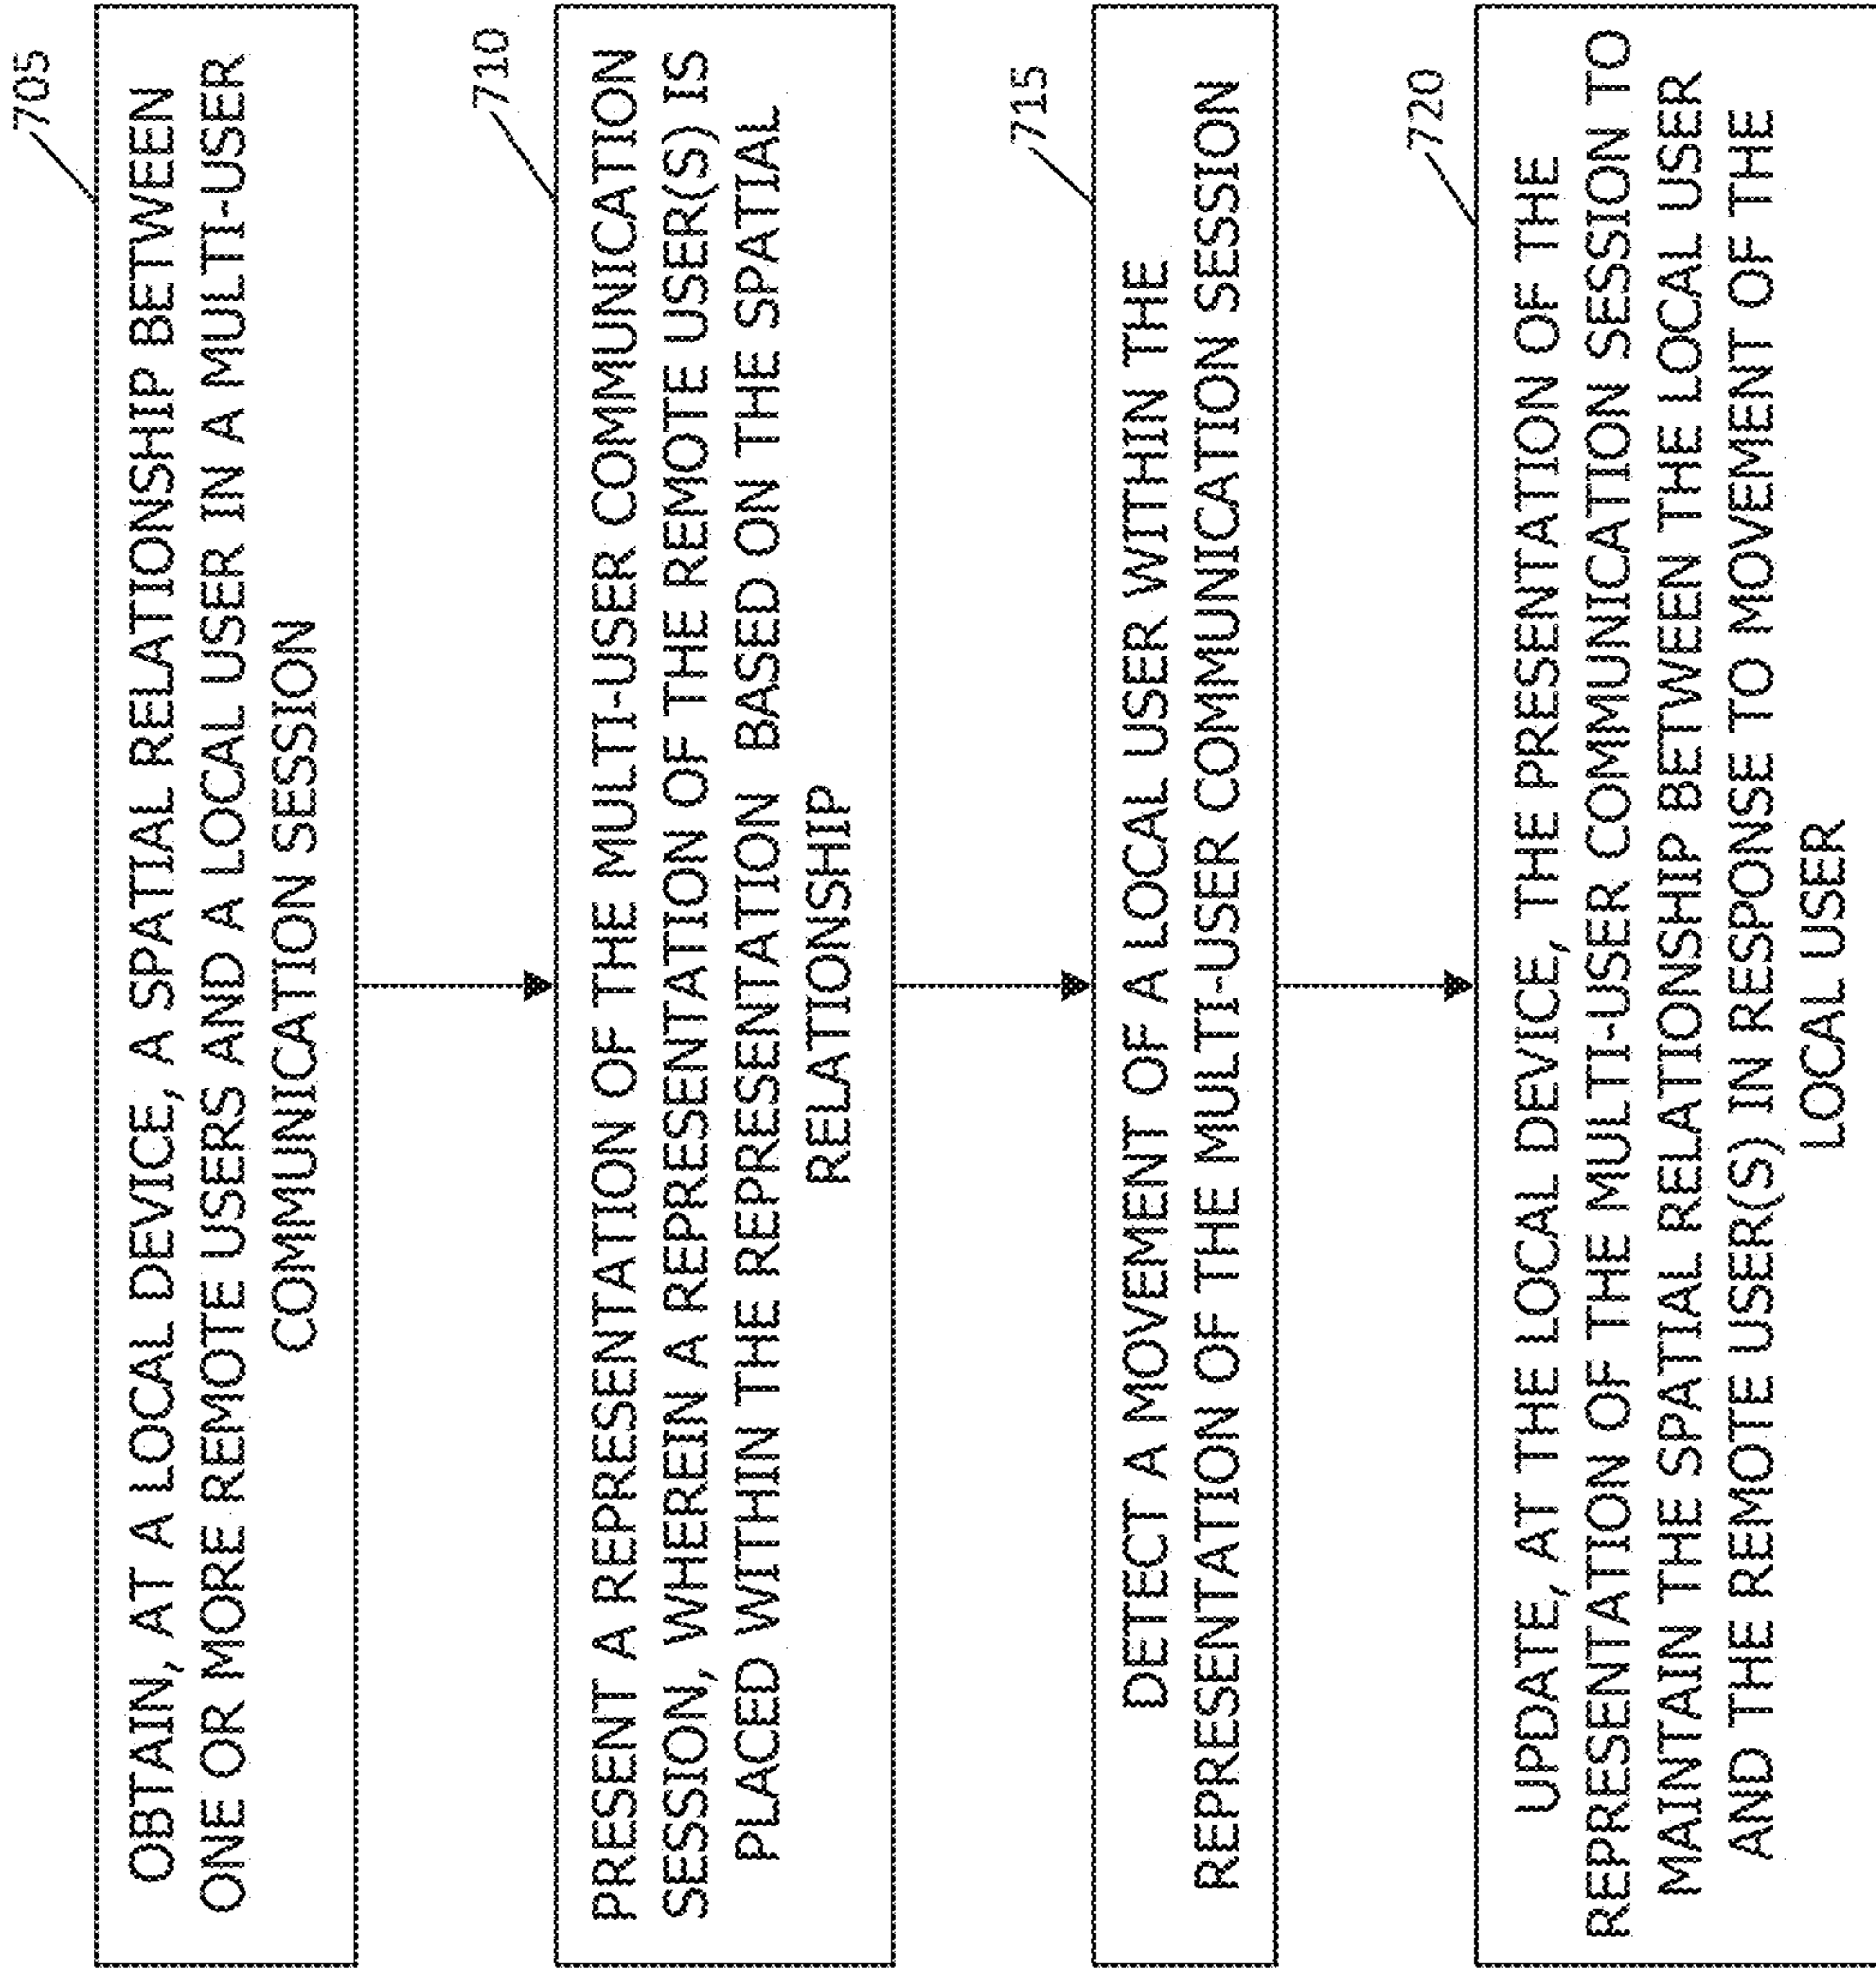 705
OBTAIN, AT A LOCAL DEVICE, A SPATIAL RELATIONSHIP BETWEEN
ONE OR MORE REMOTE USERS AND A LOCAL USER IN A MULTI-USER
COMMUNICATION SESSION
710
PRESENT A REPRESENTATION OF THE MULTI-USER COMMUNICATION
SESSION, WHEREIN A REPRESENTATION OF THE REMOTE USER(S) IS
PLACED WITHIN THE REPRESENTATION BASED ON THE SPATIAL
RELATIONSHIP
715
DETECT A MOVEMENT OF A LOCAL USER WITHIN THE
REPRESENTATION OF THE MULTI-USER COMMUNICATION SESSION
720
UPDATE, AT THE LOCAL DEVICE, THE PRESENTATION OF THE
REPRESENTATION OF THE MULTI-USER COMMUNICATION SESSION TO
MAINTAIN THE SPATIAL RELATIONSHIP BETWEEN THE LOCAL USER
AND THE REMOTE USER(S) IN RESPONSE TO MOVEMENT OF THE
LOCAL USER